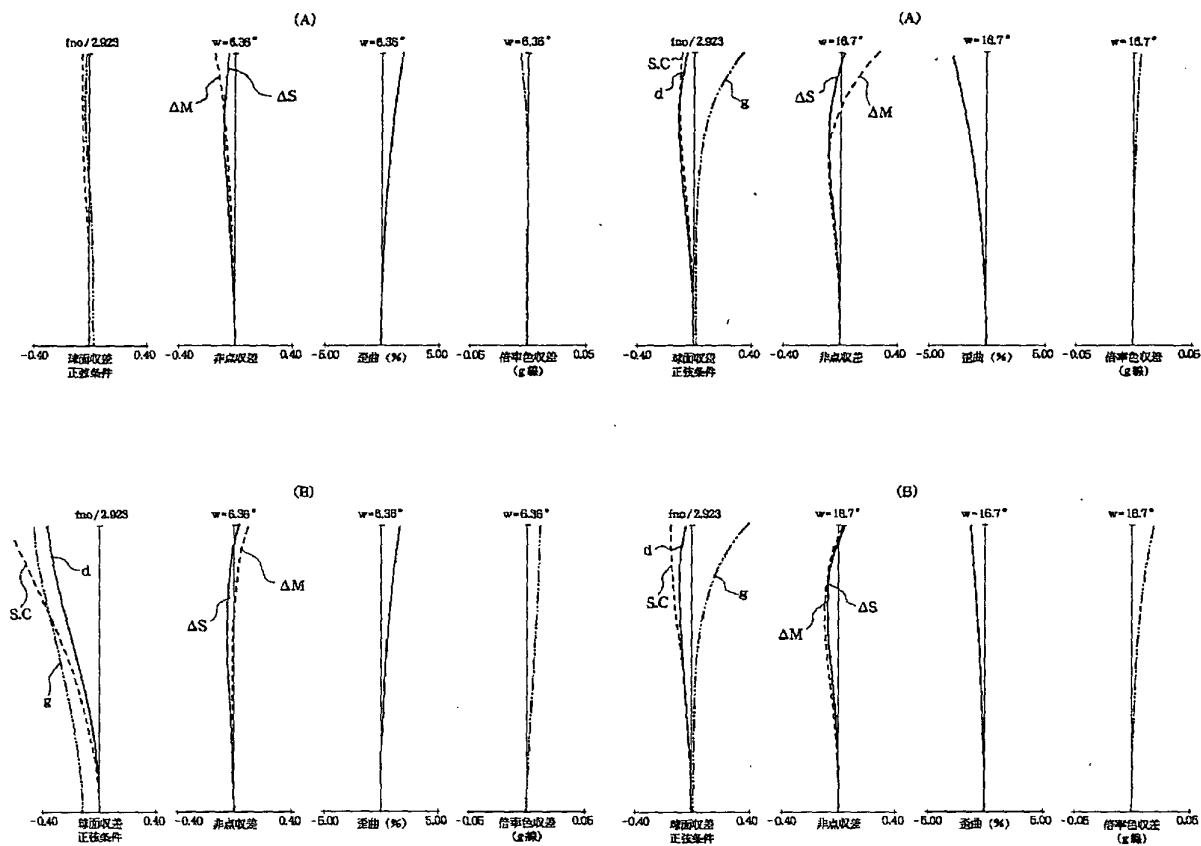 (A)
fno/2.923
w=6.36°
w=6.36°
w=6.36°
ΔM
ΔS
-0.40
球面収差
正弦条件
0.40
-0.40
非点収差
0.40
-5.00
歪曲 (%)
5.00
-0.05
倍率色収差
(g線)
0.05
(A)
fno/2.923
w=16.7°
w=16.7°
w=16.7°
S.C
d
g
ΔS
ΔM
-0.40
球面収差
正弦条件
0.40
-0.40
非点収差
0.40
-5.00
歪曲 (%)
5.00
-0.05
倍率色収差
(g線)
0.05
(B)
fno/2.923
w=6.36°
w=6.36°
w=6.36°
d
S.C
g
ΔM
ΔS
-0.40
球面収差
正弦条件
0.40
-0.40
非点収差
0.40
-5.00
歪曲 (%)
5.00
-0.05
倍率色収差
(g線)
0.05
(B)
fno/2.923
w=16.7°
w=16.7°
w=16.7°
d
S.C
g
ΔS
ΔM
-0.40
球面収差
正弦条件
0.40
-0.40
非点収差
0.40
-5.00
歪曲 (%)
5.00
-0.05
倍率色収差
(g線)
0.05